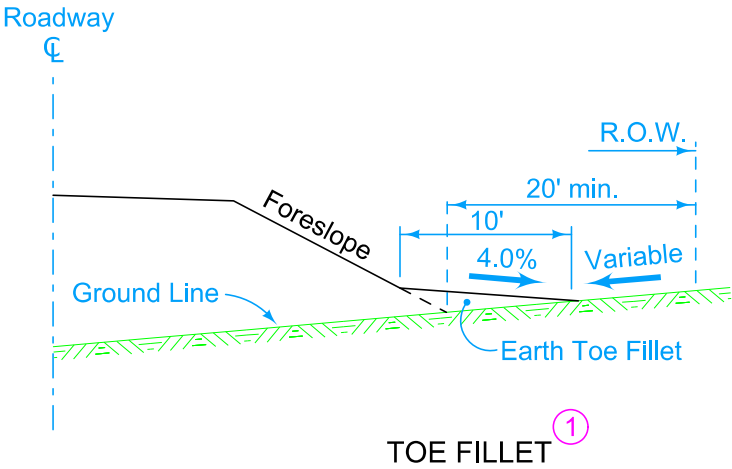 Roadway
℄
R.O.W.
20' min.
10'
Foreslope
4.0%
Variable
Ground Line
Earth Toe Fillet
TOE FILLET 1